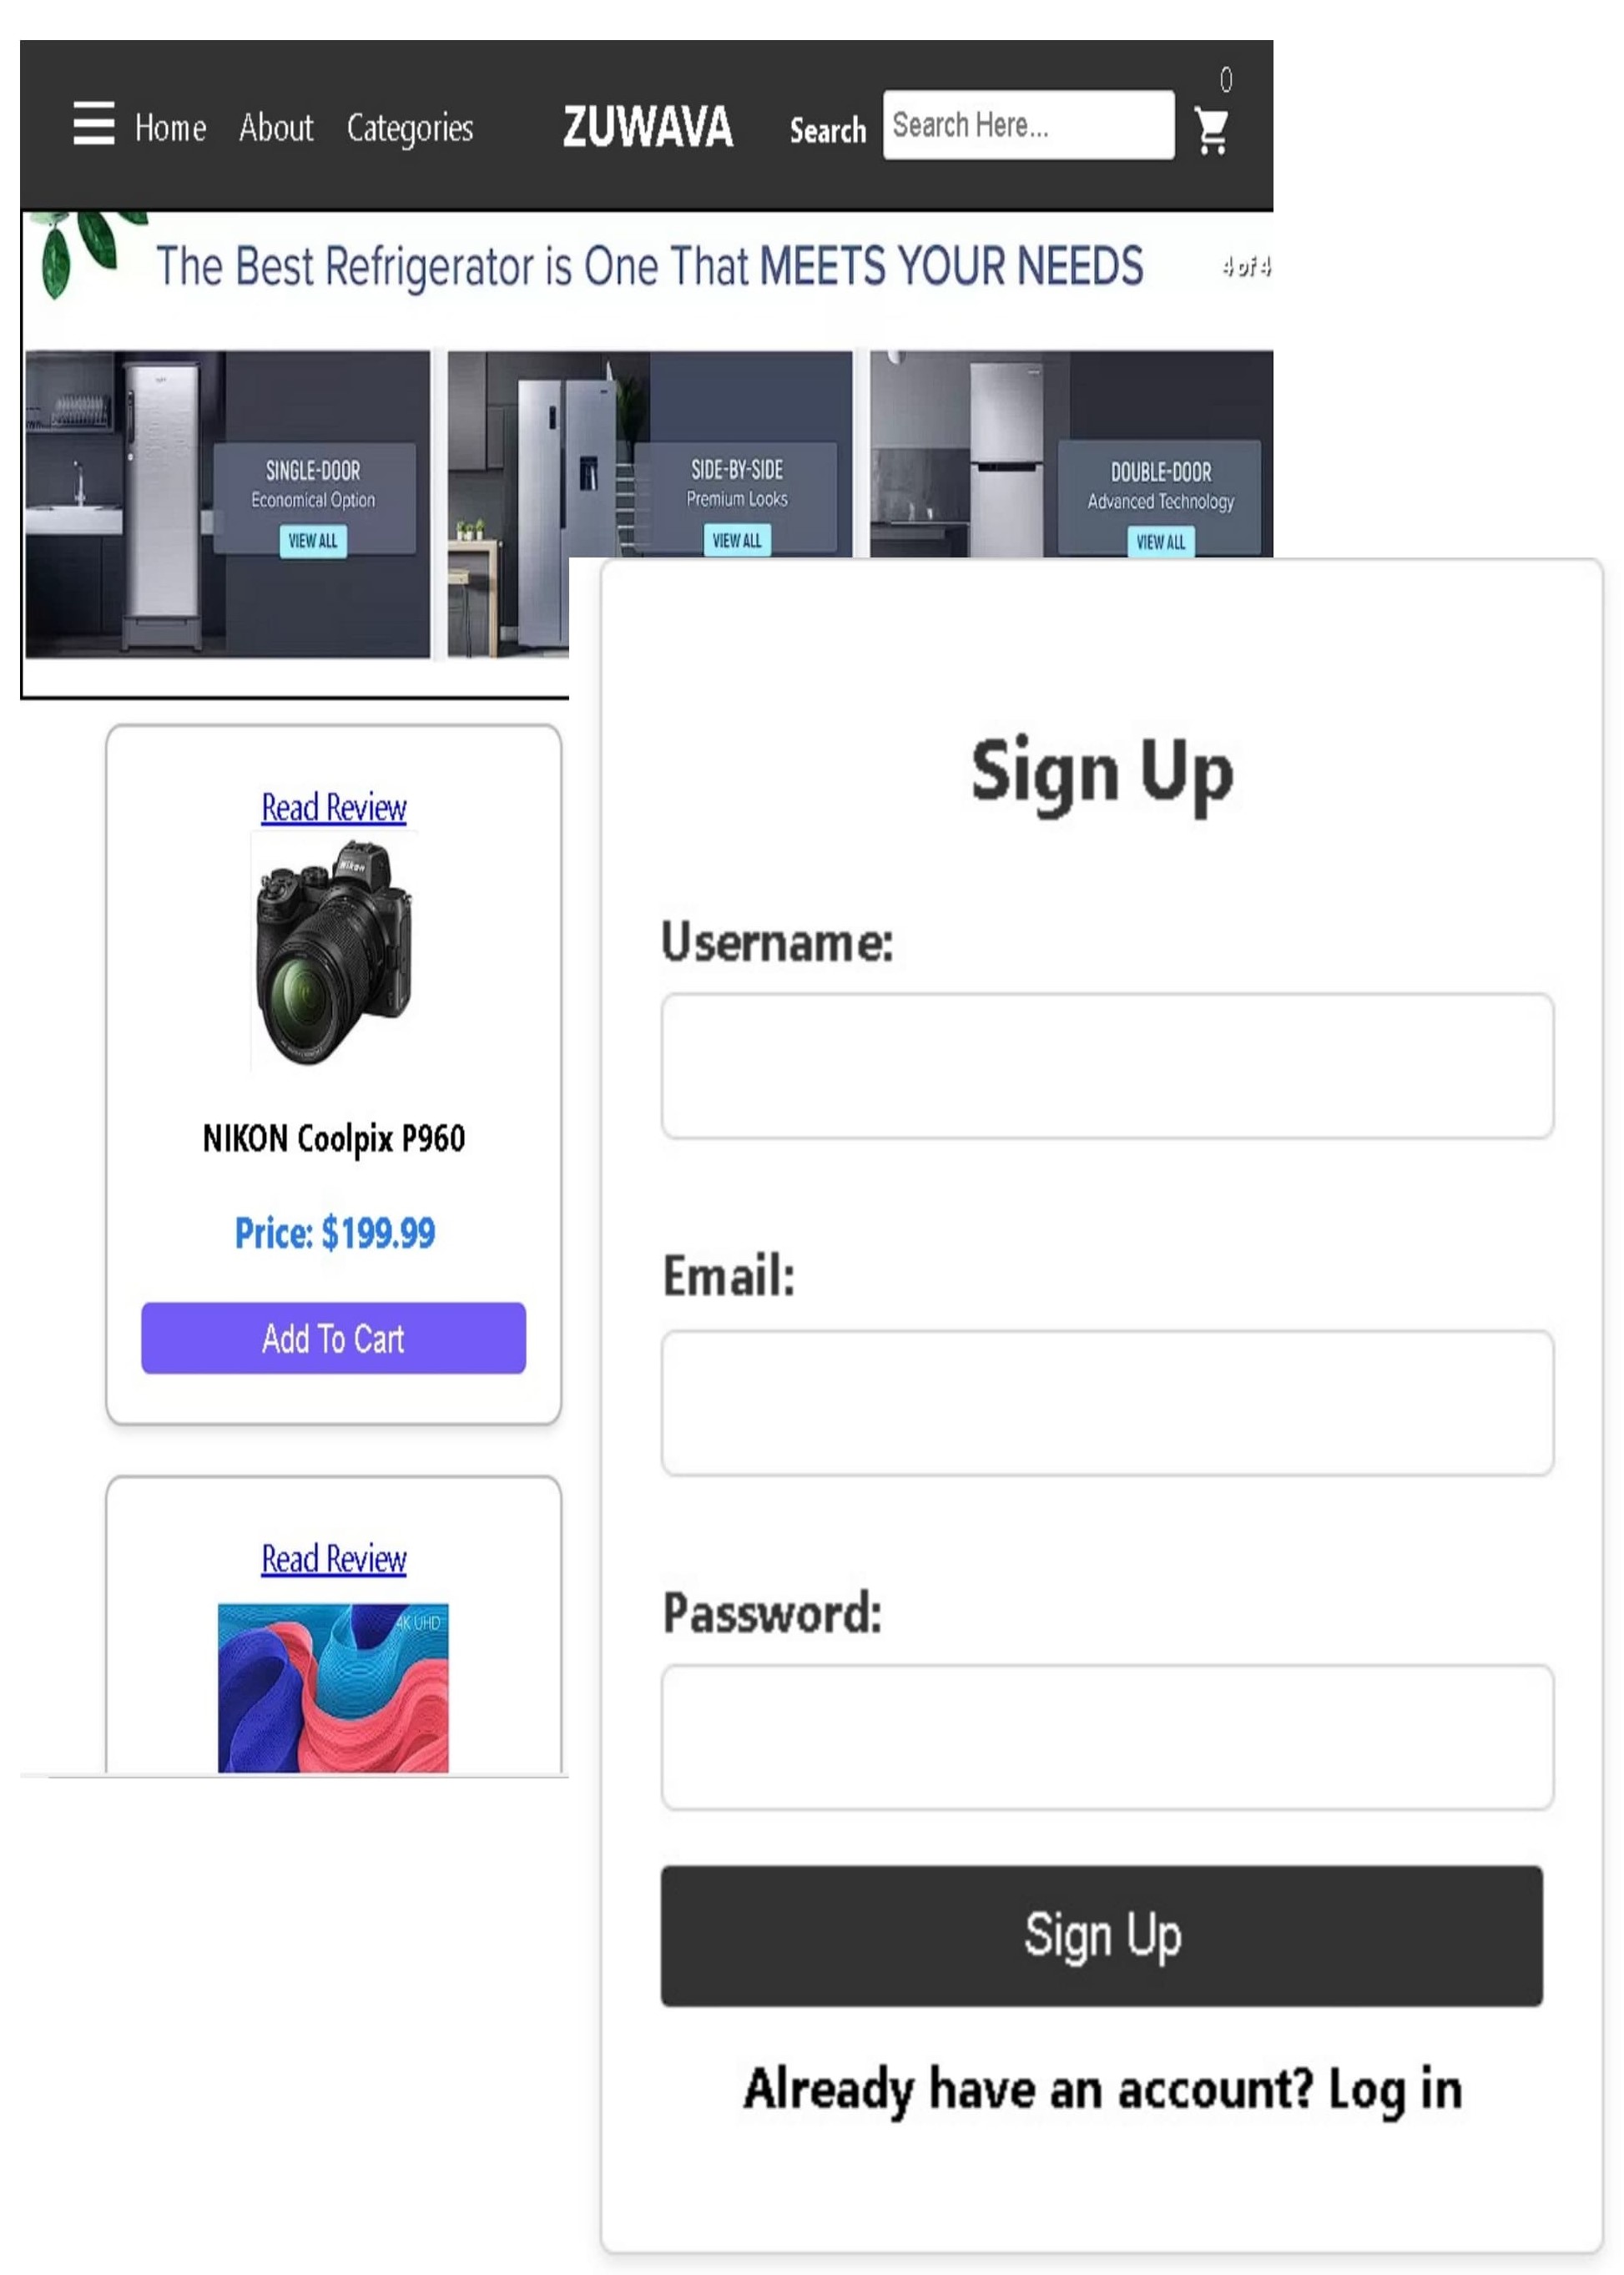 0
Home About Categories ZUWAVA Search Search Here...
The Best Refrigerator is One That MEETS YOUR NEEDS 4 of 4
SINGLE-DOOR
Economical Option
VIEW ALL
SIDE-BY-SIDE
Premium Looks
VIEW ALL
DOUBLE-DOOR
Advanced Technology
VIEW ALL
Read Review
Nikon
NIKON Coolpix P960
Price: $199.99
Add To Cart
Read Review
4K UHD
Sign Up
Username:
Email:
Password:
Sign Up
Already have an account? Log in